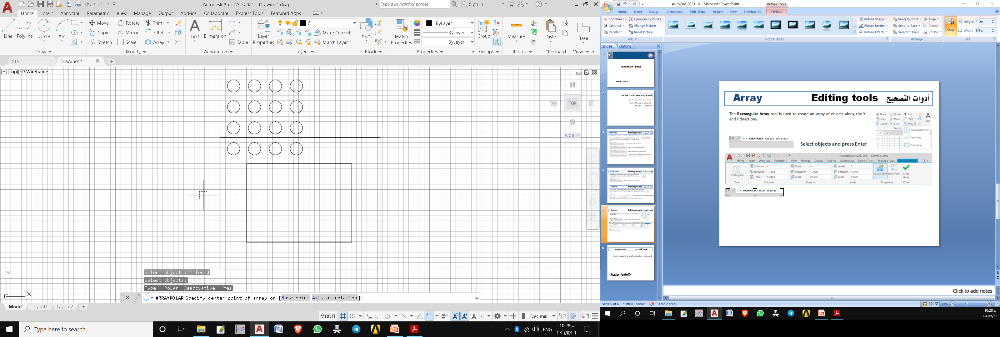 Autodesk AutoCAD 2021 Drawing1.dwg
Type a keyword or phrase
Sign In
Home Insert Annotate Parametric View Manage Output Add-ins Collaborate Express Tools Featured Apps
Line Polyline Circle Arc
Move Rotate Trim
Copy Mirror Fillet
Stretch Scale Array
Text Dimension Table
Layer Properties
0
Make Current
Match Layer
Insert
Match Properties
ByLayer
ByLayer
ByLayer
Group
Measure
Paste
Base
Draw Modify Annotation Layers Block Properties Groups Utilities Clipboard View
Start Drawing1*
[−][Top][2D Wireframe]
N
W TOP E
S
WCS
Y
X
Select objects: 1 found
Select objects:
Type = Polar Associative = Yes
ARRAYPOLAR Specify center point of array or [Base point Axis of rotation]:
Model Layout1 Layout2
MODEL 1:1 Decimal
Type here to search
ENG
10:28 م
٢٠٢١/١١/٢٦
AutoCad 2021- 6 - Microsoft PowerPoint
Picture Tools
Home Insert Design Animations Slide Show Review View EndNote 20 Format
Brightness Compress Pictures
Contrast Change Picture
Recolor Reset Picture
Adjust
Picture Styles
Picture Shape
Picture Border
Picture Effects
Bring to Front Align
Send to Back Group
Selection Pane Rotate
Arrange
Crop
Height: 1 cm
Width: 6.8 cm
Size
Slides Outline
1
AutoCad 2021
2
3
Mirror Editing tools أدوات التصحيح
4
Explode Editing tools أدوات التصحيح
Offset Editing tools أدوات التصحيح
5
Array Editing tools أدوات التصحيح
6
شكراً جزيلا
Array Editing tools أدوات التصحيح
The Rectangular Array tool is used to create an array of objects along the X
and Y directions.
Move Rotate Trim
Copy Mirror Fillet
Stretch Scale Array
Text
Modify
Rectangular Array
Path Array
Polar Array
ARRAYRECT Select objects:
Select objects and press Enter
Autodesk AutoCAD 2021 Drawing1.dwg
Home Insert Annotate Parametric View Manage Output Add-ins Collaborate Express Tools Featured Apps Array Creation
Rectangular
Columns: 4 Rows: 3 Levels: 1
Between: 1.7828 Between: 1.7828 Between: 1.0000
Total: 5.3483 Total: 3.5655 Total: 1.0000
Associative Base Point Close Array
Type Columns Rows Levels Properties Close
ARRAYPOLAR Select objects:
Click to add notes
Slide 5 of 6 "Office Theme" Arabic (Iraq) 73%
10:28 م
٢٠٢١/١١/٢٦